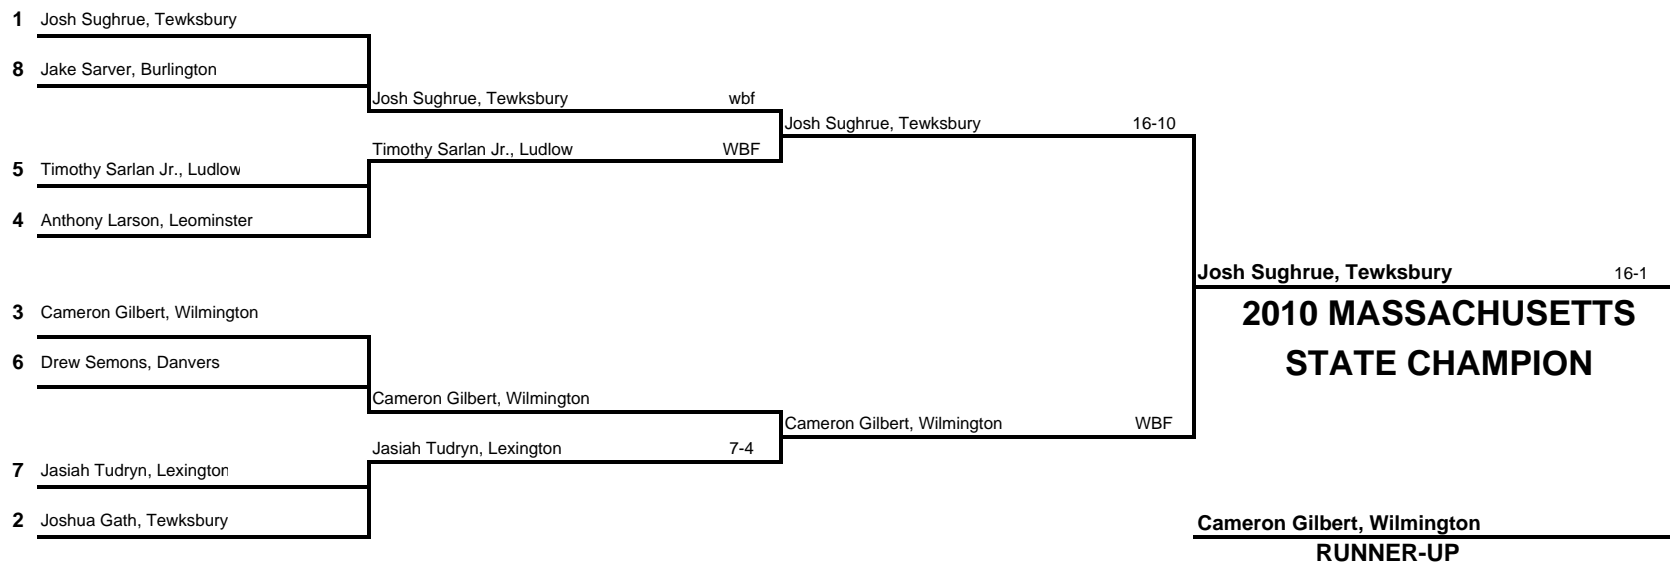 1 Josh Sughrue, Tewksbury
8 Jake Sarver, Burlington
Josh Sughrue, Tewksbury wbf
Josh Sughrue, Tewksbury 16-10
Timothy Sarlan Jr., Ludlow WBF
5 Timothy Sarlan Jr., Ludlow
4 Anthony Larson, Leominster
Josh Sughrue, Tewksbury 16-1
2010 MASSACHUSETTS
STATE CHAMPION
3 Cameron Gilbert, Wilmington
6 Drew Semons, Danvers
Cameron Gilbert, Wilmington
Cameron Gilbert, Wilmington WBF
Jasiah Tudryn, Lexington 7-4
7 Jasiah Tudryn, Lexington
2 Joshua Gath, Tewksbury
Cameron Gilbert, Wilmington
RUNNER-UP